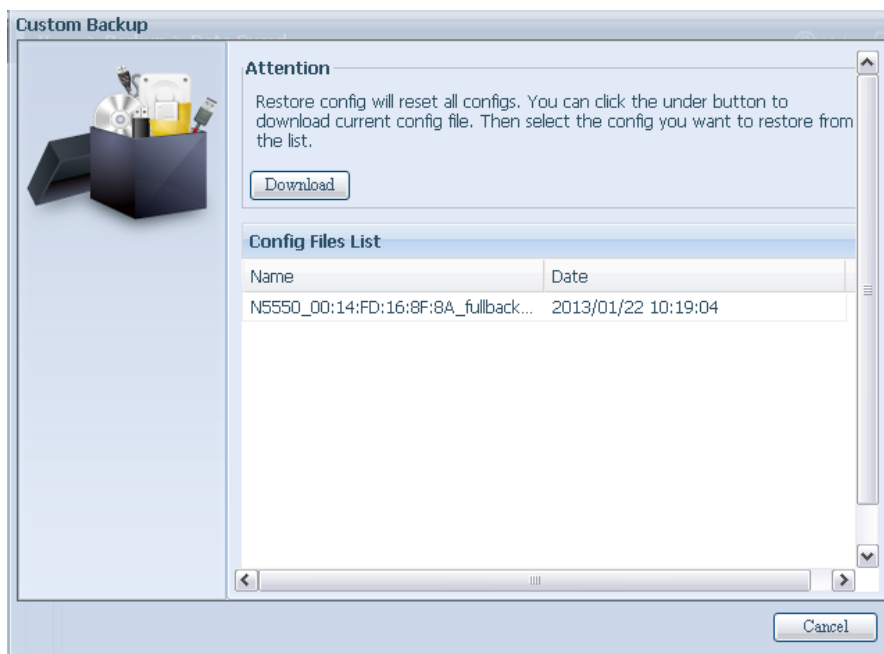 Custom Backup
Attention
Restore config will reset all configs. You can click the under button to
download current config file. Then select the config you want to restore from
the list.
Download
Config Files List
Name Date
N5550_00:14:FD:16:8F:8A_fullback... 2013/01/22 10:19:04
Cancel